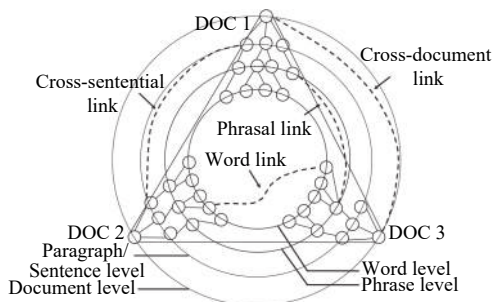 DOC 1
Cross-document
link
Cross-sentential
link
Phrasal link
Word link
DOC 2
DOC 3
Paragraph/
Sentence level
Document level
Word level
Phrase level